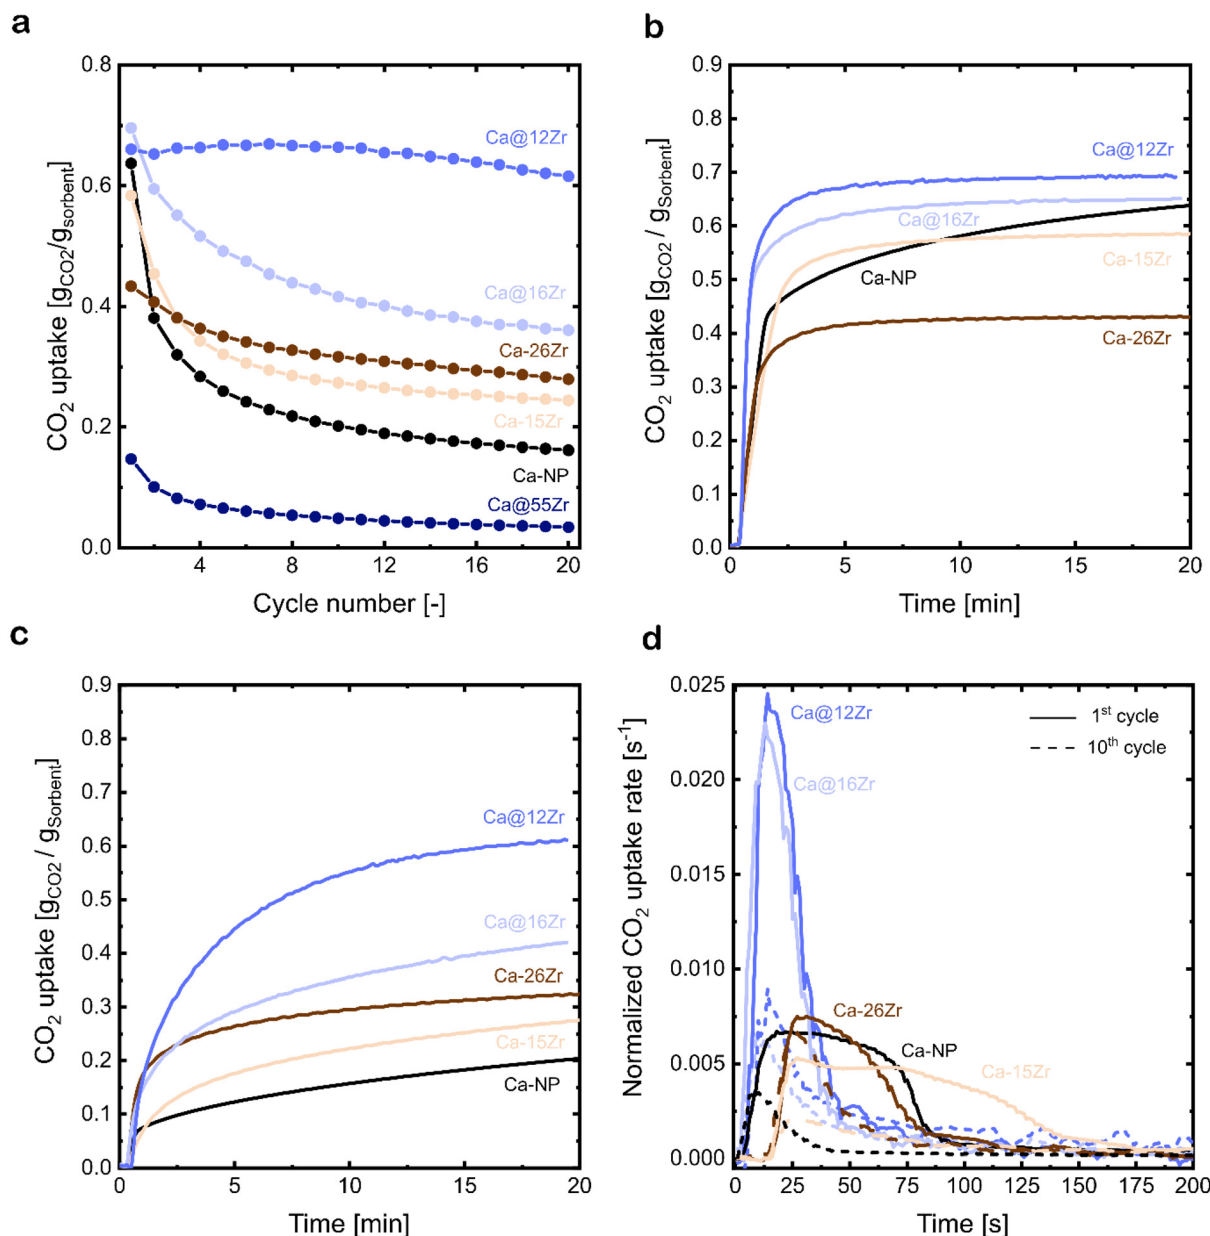 a
CO2 uptake [gCO2/gsorbent]
0.8
0.6
0.4
0.2
0.0
Ca@12Zr
Ca@16Zr
Ca-26Zr
Ca-15Zr
Ca-NP
Ca@55Zr
4 8 12 16 20
Cycle number [-]
b
CO2 uptake [gCO2 / gSorbent]
0.9
0.8
0.7
0.6
0.5
0.4
0.3
0.2
0.1
0.0
Ca@12Zr
Ca@16Zr
Ca-15Zr
Ca-NP
Ca-26Zr
0 5 10 15 20
Time [min]
c
CO2 uptake [gCO2 / gSorbent]
0.9
0.8
0.7
0.6
0.5
0.4
0.3
0.2
0.1
0.0
Ca@12Zr
Ca@16Zr
Ca-26Zr
Ca-15Zr
Ca-NP
0 5 10 15 20
Time [min]
d
Normalized CO2 uptake rate [s-1]
0.025
0.020
0.015
0.010
0.005
0.000
Ca@12Zr
1st cycle
10th cycle
Ca@16Zr
Ca-26Zr
Ca-NP
Ca-15Zr
0 25 50 75 100 125 150 175 200
Time [s]